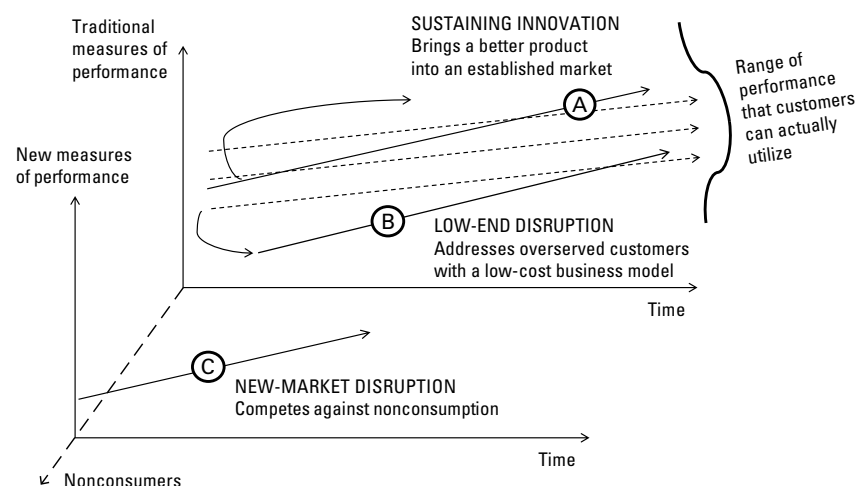 Traditional
measures of
performance
SUSTAINING INNOVATION
Brings a better product
into an established market
Range of
performance
that customers
can actually
utilize
A
New measures
of performance
B
LOW-END DISRUPTION
Addresses overserved customers
with a low-cost business model
Time
C
NEW-MARKET DISRUPTION
Competes against nonconsumption
Time
Nonconsumers